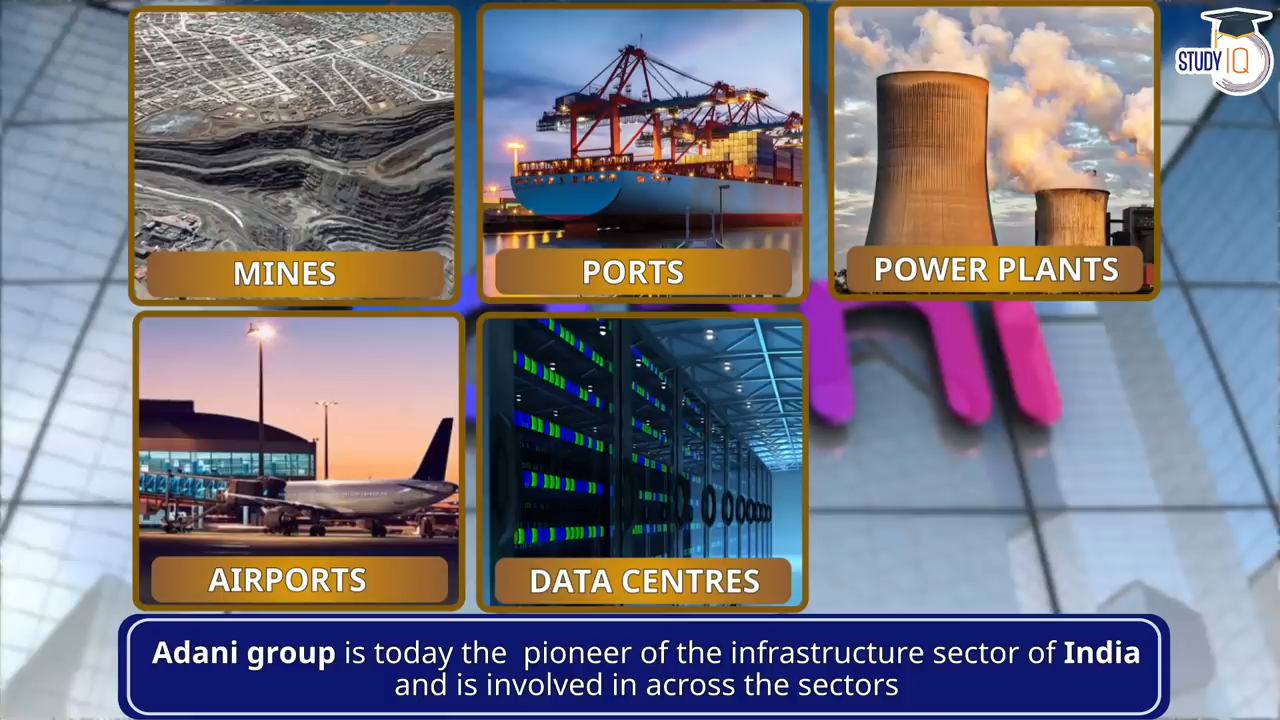 STUDY IQ
MINES
PORTS
POWER PLANTS
AIRPORTS
DATA CENTRES
Adani group is today the  pioneer of the infrastructure sector of India
and is involved in across the sectors